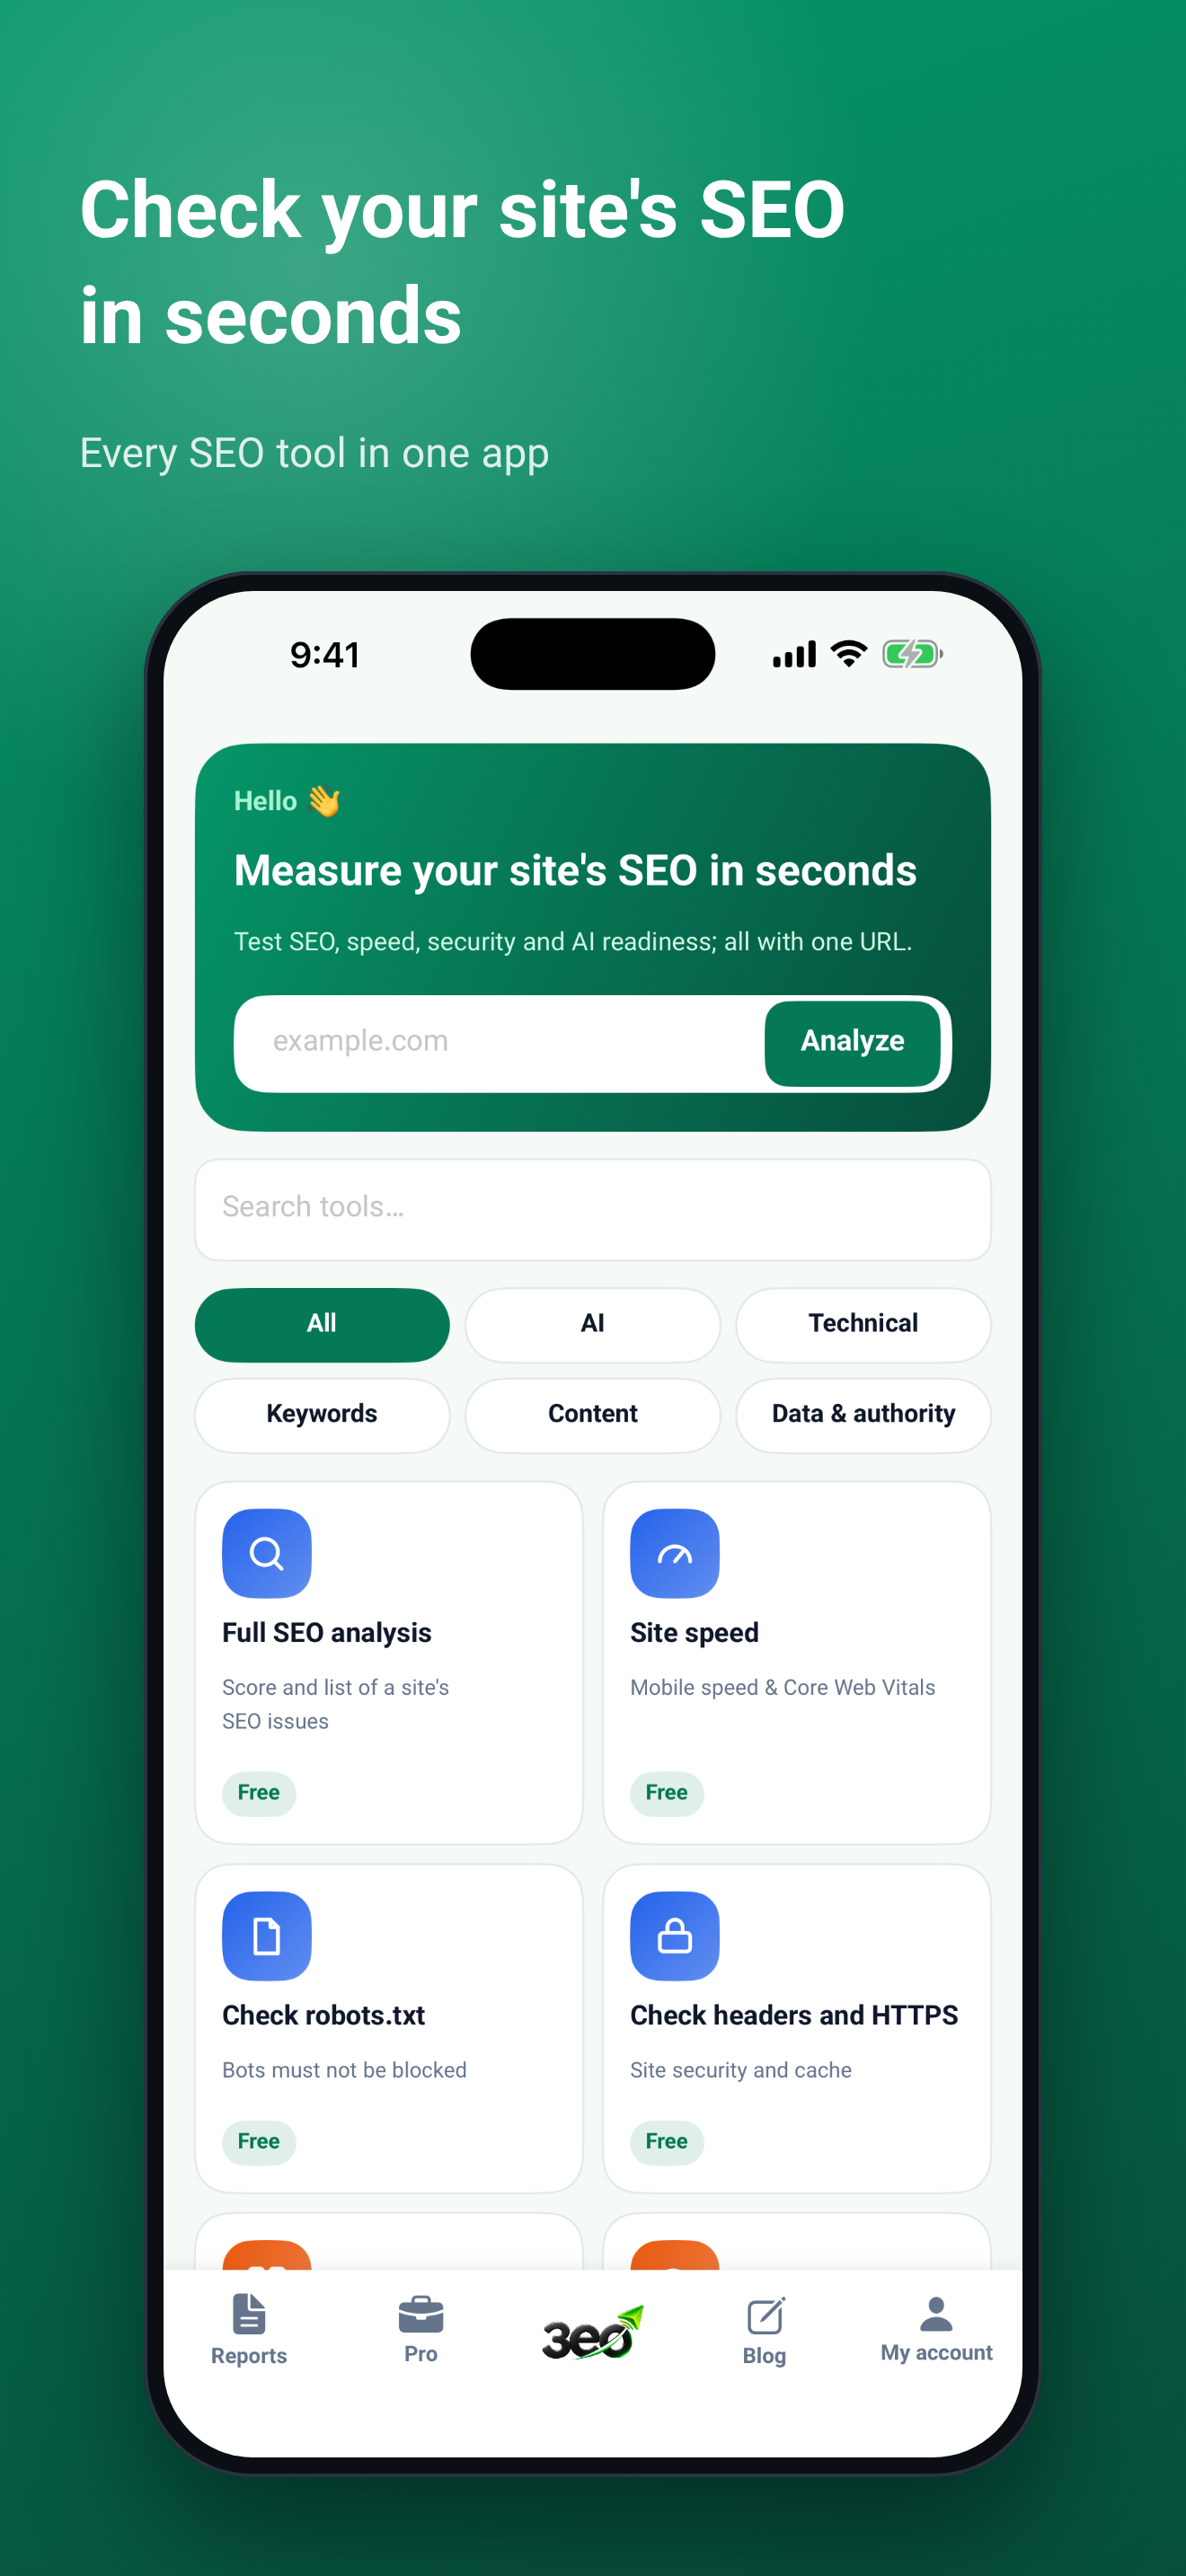 Check your site's SEO
in seconds
Every SEO tool in one app
9:41
Hello 👋
Measure your site's SEO in seconds
Test SEO, speed, security and AI readiness; all with one URL.
example.com
Analyze
Search tools...
All
AI
Technical
Keywords
Content
Data & authority
Full SEO analysis
Score and list of a site's
SEO issues
Free
Site speed
Mobile speed & Core Web Vitals
Free
Check robots.txt
Bots must not be blocked
Free
Check headers and HTTPS
Site security and cache
Free
Reports
Pro
3eo
Blog
My account